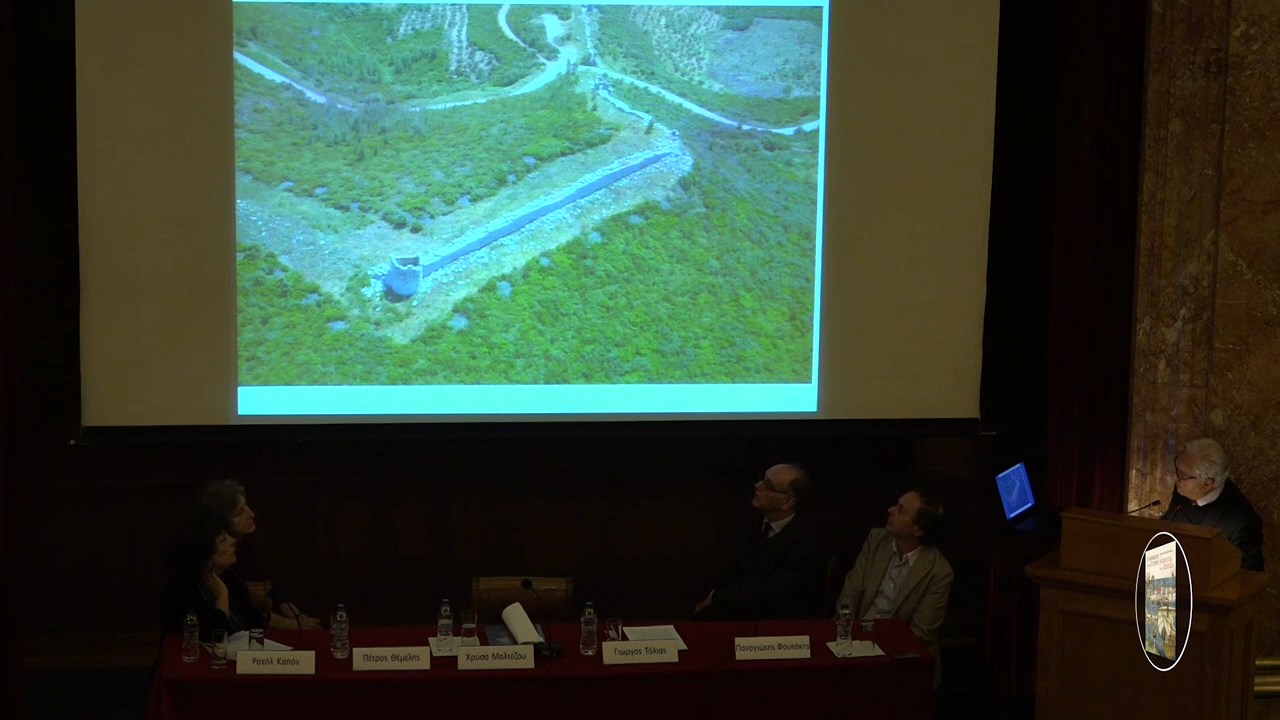 Ραχήλ Καπόν
Πέτρος Θέμελης
Χρύσα Μαλτέζου
Γιώργος Τόλιας
Παναγιώτης Φουτάκης